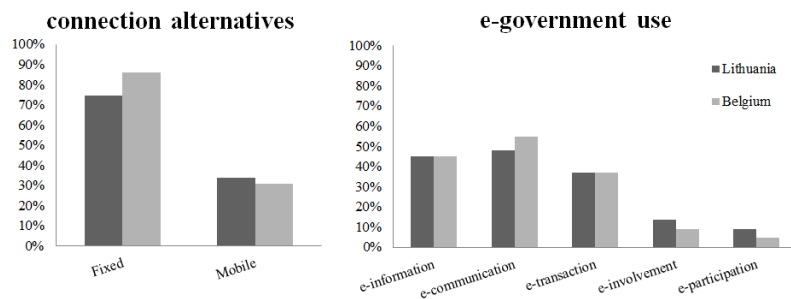 connection alternatives
100%
90%
80%
70%
60%
50%
40%
30%
20%
10%
0%
Fixed
Mobile
e-government use
100%
90%
80%
70%
60%
50%
40%
30%
20%
10%
0%
e-information
e-communication
e-transaction
e-involvement
e-participation
Lithuania
Belgium